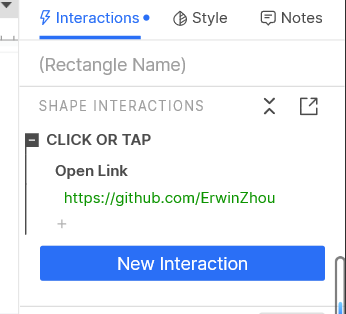 Interactions Style Notes
(Rectangle Name)
SHAPE INTERACTIONS
CLICK OR TAP
Open Link
https://github.com/ErwinZhou
+
New Interaction